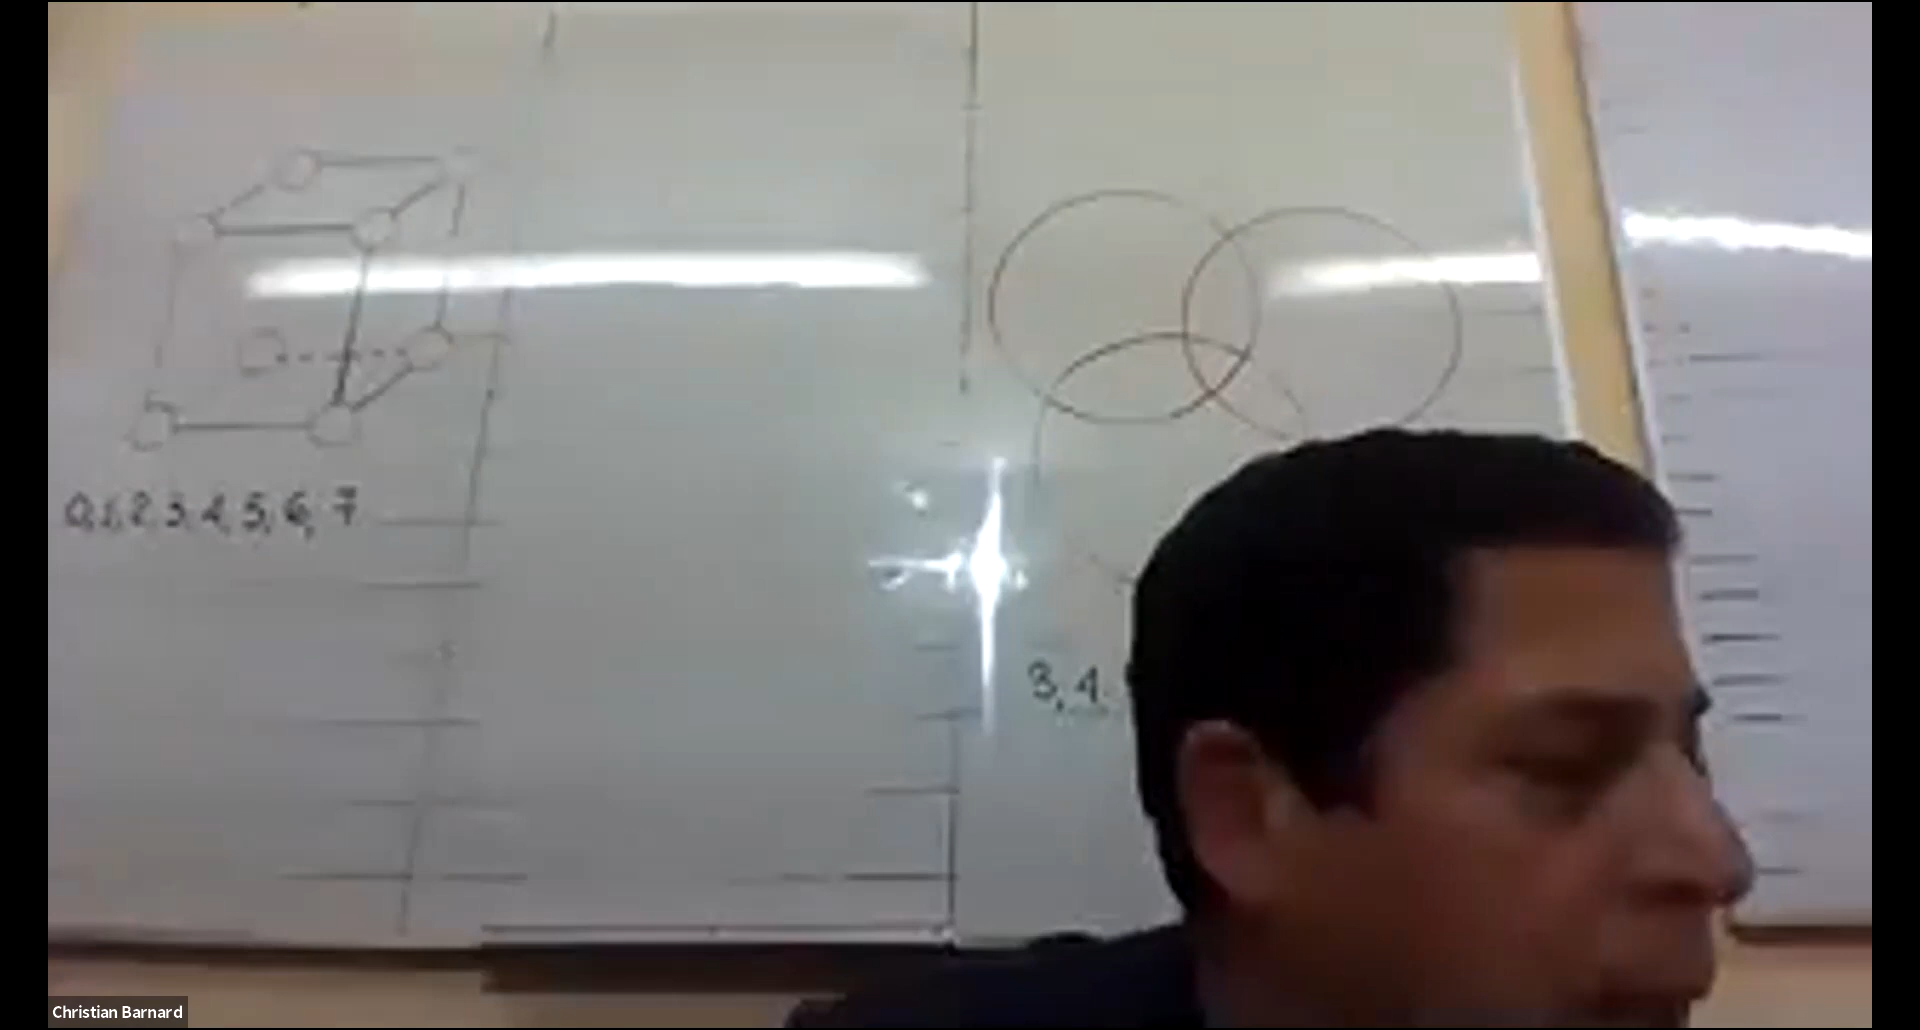 0, 1, 2, 3, 4, 5, 6, 7
3, 4,
Christian Barnard